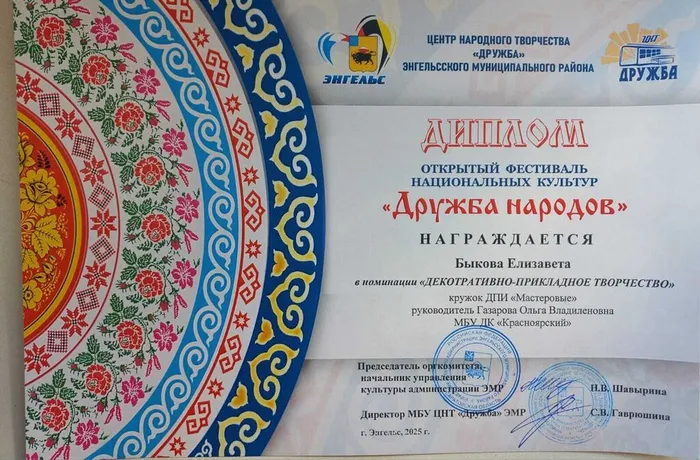 ЭНГЕЛЬС
ЦЕНТР НАРОДНОГО ТВОРЧЕСТВА
«ДРУЖБА»
ЭНГЕЛЬССКОГО МУНИЦИПАЛЬНОГО РАЙОНА
ЦНТ
ДРУЖБА
ДИПЛОМ
ОТКРЫТЫЙ ФЕСТИВАЛЬ
НАЦИОНАЛЬНЫХ КУЛЬТУР
«Дружба народов»
НАГРАЖДАЕТСЯ
Быкова Елизавета
в номинации «ДЕКОТРАТИВНО-ПРИКЛАДНОЕ ТВОРЧЕСТВО»
кружок ДПИ «Мастеровые»
руководитель Газарова Ольга Владиленовна
МБУ ДК «Красноярский»
Председатель оргкомитета,
начальник управления
культуры администрации ЭМР Н.В. Шавырина
Директор МБУ ЦНТ «Дружба» ЭМР С.В. Гаврюшина
г. Энгельс, 2025 г.